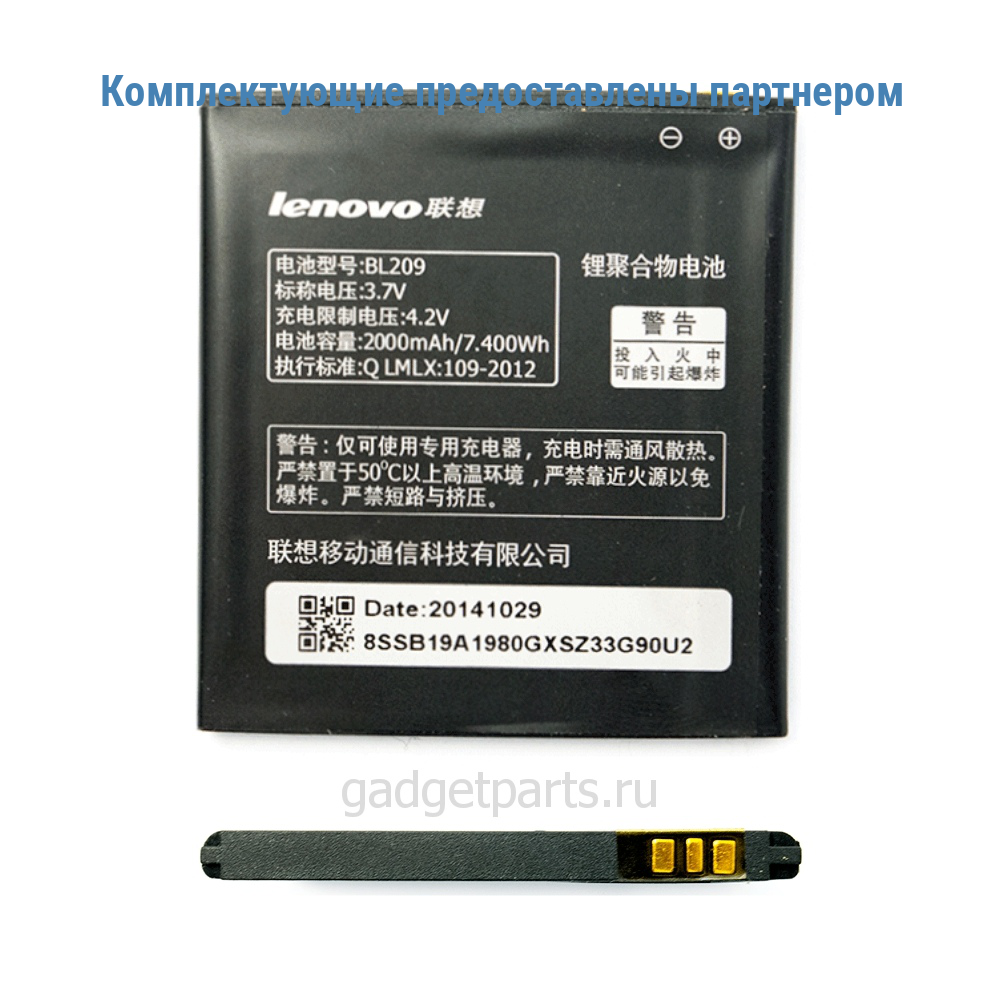 Комплектующие предоставлены партнером
⊖ ⊕
lenovo 联想
电池型号:BL209
标称电压:3.7V
充电限制电压:4.2V
电池容量:2000mAh/7.400Wh
执行标准:Q LMLX:109-2012
锂聚合物电池
警告
投入火中
可能引起爆炸
警告：仅可使用专用充电器，充电时需通风散热。
严禁置于50℃以上高温环境，严禁靠近火源以免
爆炸。严禁短路与挤压。
联想移动通信科技有限公司
Date:20141029
8SSB19A1980GXSZ33G90U2
gadgetparts.ru